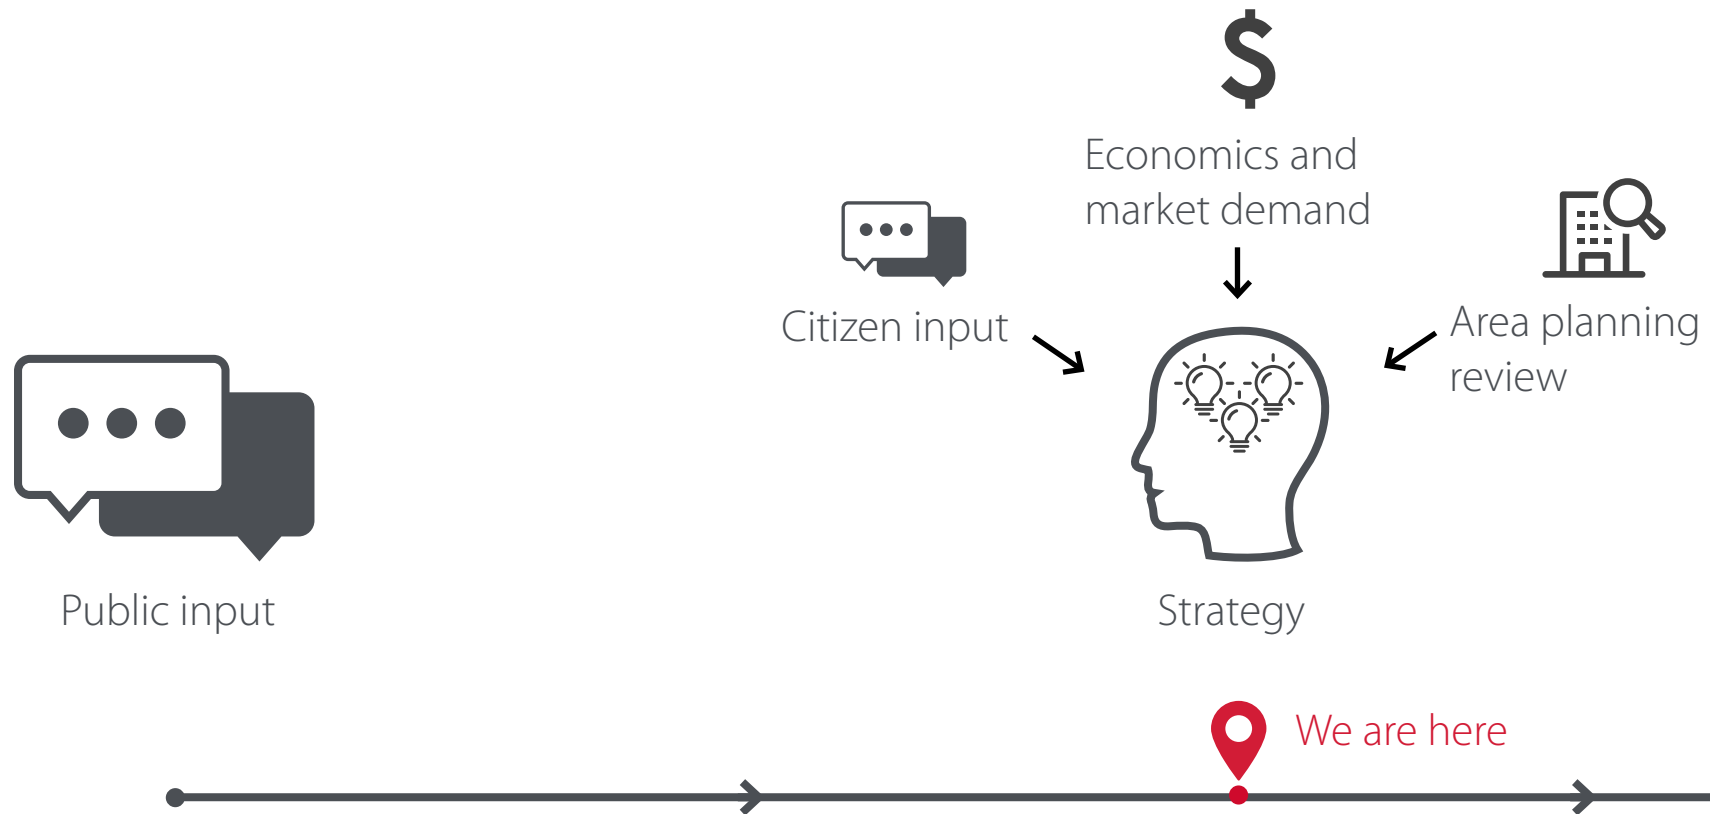 $
Economics and
market demand
Citizen input
Area planning
review
Public input
Strategy
We are here